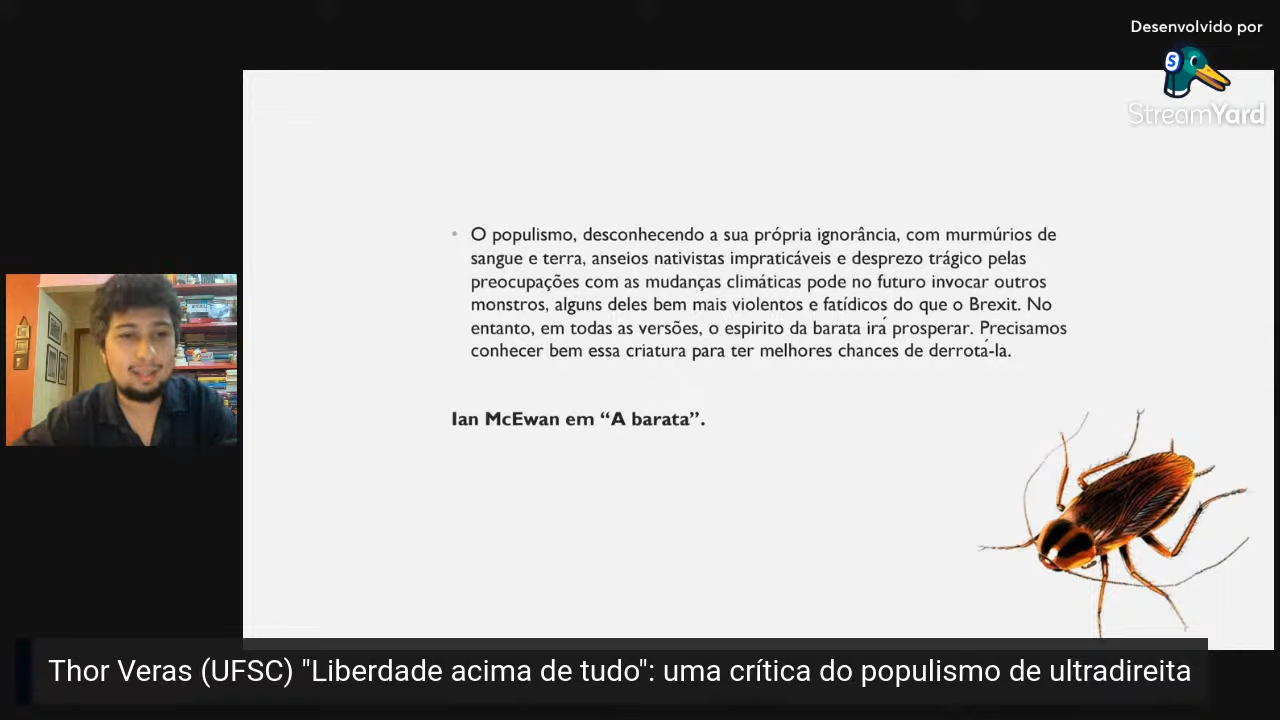 Desenvolvido por
S
StreamYard
• O populismo, desconhecendo a sua própria ignorância, com murmúrios de
sangue e terra, anseios nativistas impraticáveis e desprezo trágico pelas
preocupações com as mudanças climáticas pode no futuro invocar outros
monstros, alguns deles bem mais violentos e fatídicos do que o Brexit. No
entanto, em todas as versões, o espirito da barata irá prosperar. Precisamos
conhecer bem essa criatura para ter melhores chances de derrotá-la.
Ian McEwan em “A barata”.
Thor Veras (UFSC) "Liberdade acima de tudo": uma crítica do populismo de ultradireita